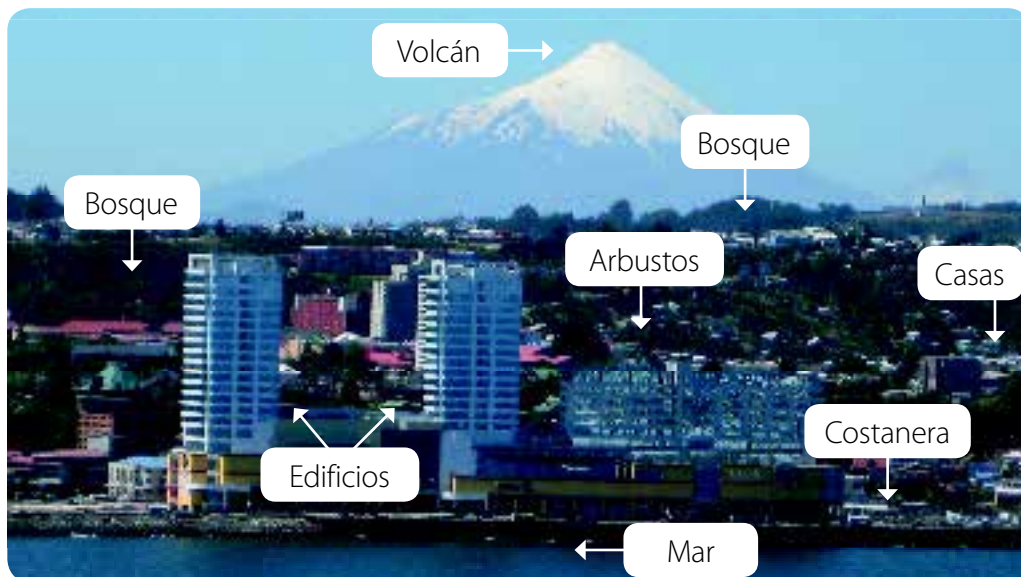 Volcán
Bosque
Bosque
Arbustos
Casas
Costanera
Edificios
Mar